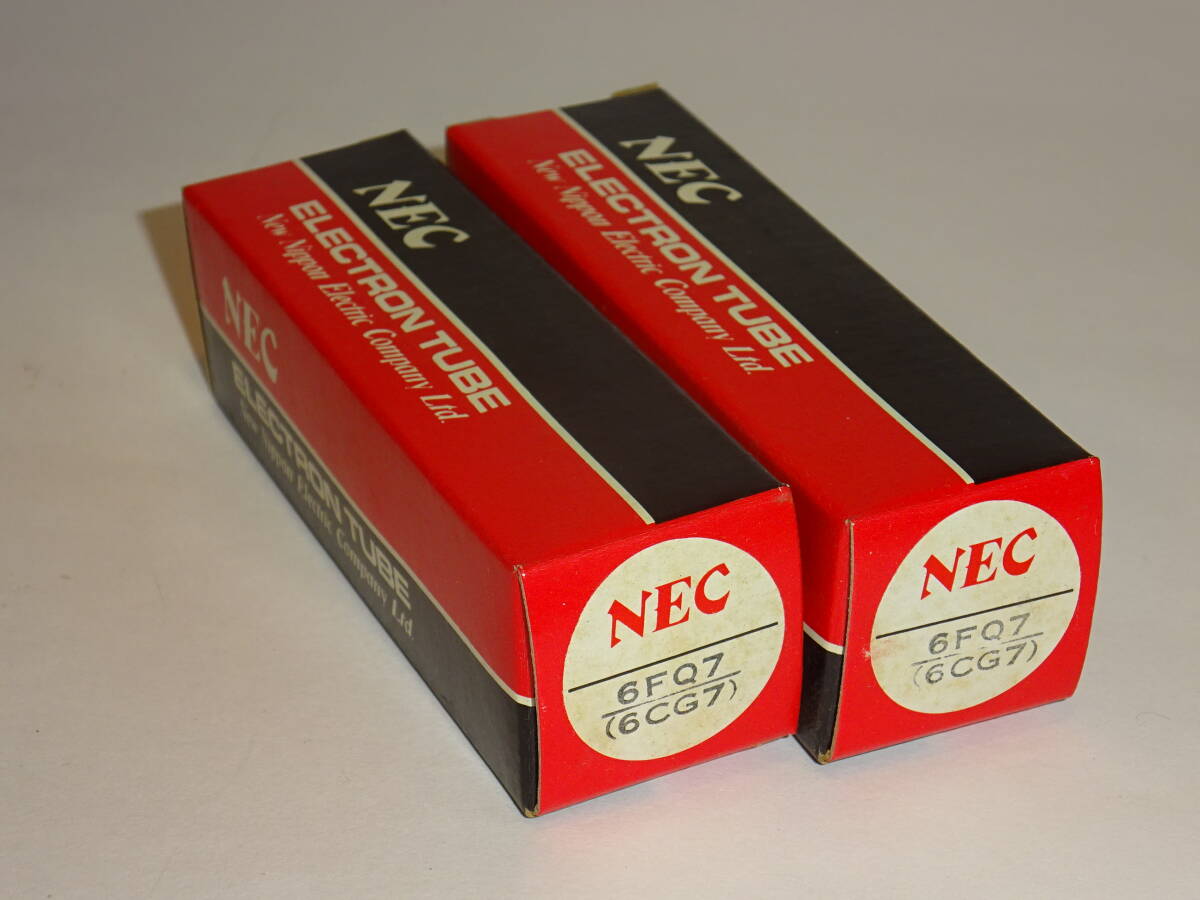 NEC
ELECTRON TUBE
New Nippon Electric Company Ltd.
NEC
ELECTRON TUBE
New Nippon Electric Company Ltd.
NEC
6FQ7
(6CG7)
NEC
ELECTRON TUBE
New Nippon Electric Company Ltd.
NEC
6FQ7
(6CG7)